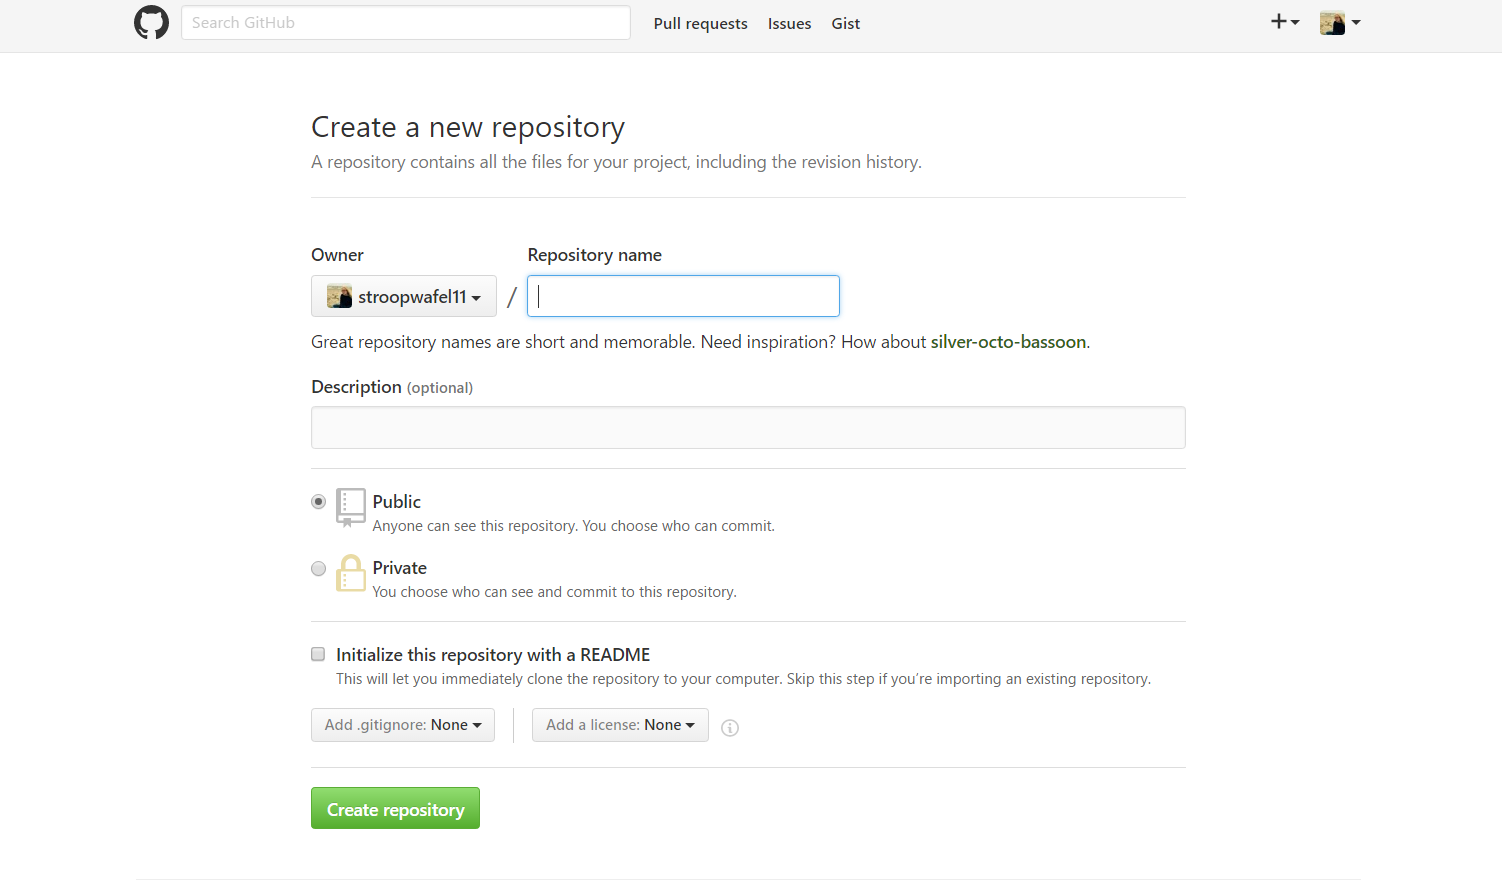 Search GitHub Pull requests Issues Gist
Create a new repository
A repository contains all the files for your project, including the revision history.
Owner Repository name
stroopwafel11 /
Great repository names are short and memorable. Need inspiration? How about silver-octo-bassoon.
Description (optional)
Public
Anyone can see this repository. You choose who can commit.
Private
You choose who can see and commit to this repository.
Initialize this repository with a README
This will let you immediately clone the repository to your computer. Skip this step if you’re importing an existing repository.
Add .gitignore: None Add a license: None
Create repository